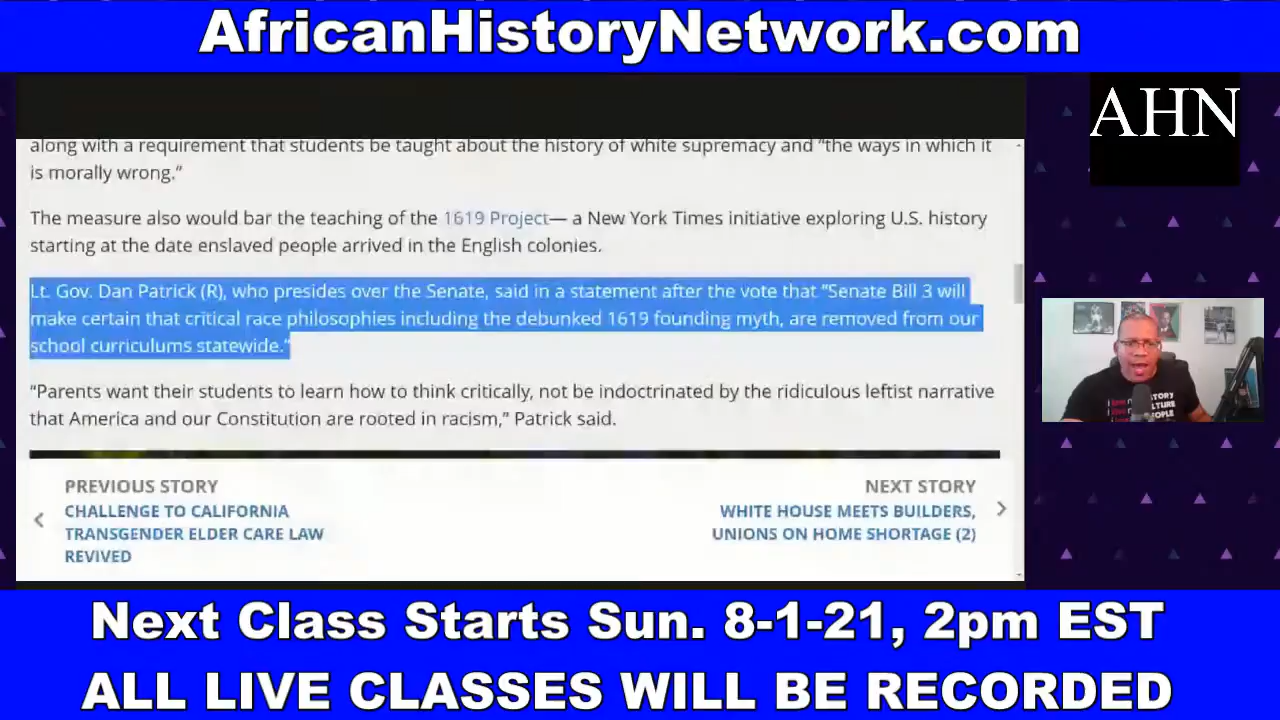 AfricanHistoryNetwork.com
AHN
along with a requirement that students be taught about the history of white supremacy and “the ways in which it
is morally wrong.”
The measure also would bar the teaching of the 1619 Project— a New York Times initiative exploring U.S. history
starting at the date enslaved people arrived in the English colonies.
Lt. Gov. Dan Patrick (R), who presides over the Senate, said in a statement after the vote that “Senate Bill 3 will
make certain that critical race philosophies including the debunked 1619 founding myth, are removed from our
school curriculums statewide.”
“Parents want their students to learn how to think critically, not be indoctrinated by the ridiculous leftist narrative
that America and our Constitution are rooted in racism,” Patrick said.
PREVIOUS STORY
CHALLENGE TO CALIFORNIA
TRANSGENDER ELDER CARE LAW
REVIVED
NEXT STORY
WHITE HOUSE MEETS BUILDERS,
UNIONS ON HOME SHORTAGE (2)
Next Class Starts Sun. 8-1-21, 2pm EST
ALL LIVE CLASSES WILL BE RECORDED